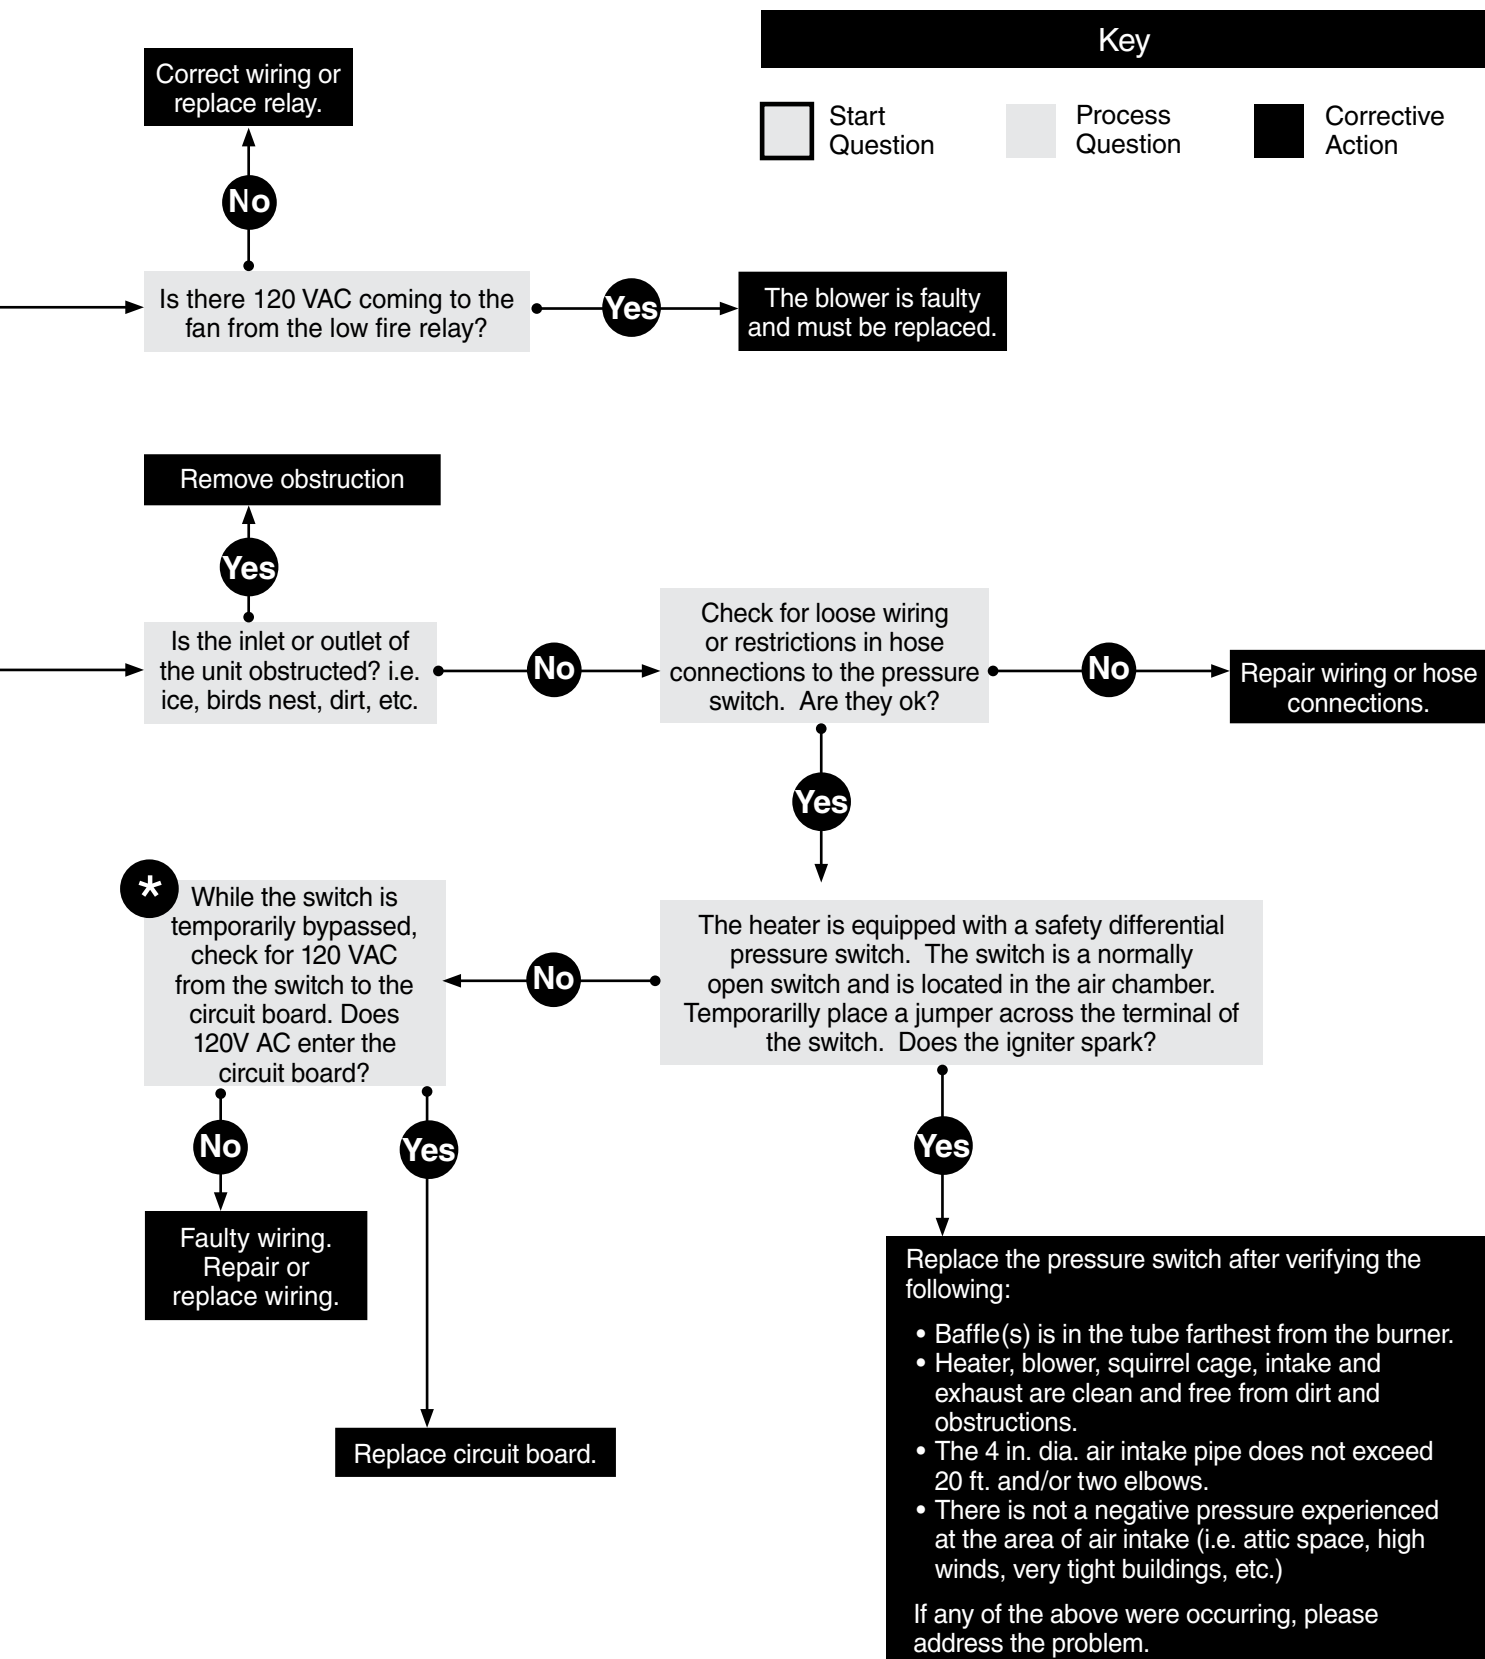 Key
Start
Question
Process
Question
Corrective
Action
Correct wiring or
replace relay.
No
Is there 120 VAC coming to the
fan from the low fire relay?
Yes
The blower is faulty
and must be replaced.
Remove obstruction
Yes
Is the inlet or outlet of
the unit obstructed? i.e.
ice, birds nest, dirt, etc.
No
Check for loose wiring
or restrictions in hose
connections to the pressure
switch.  Are they ok?
No
Repair wiring or hose
connections.
Yes
The heater is equipped with a safety differential
pressure switch.  The switch is a normally
open switch and is located in the air chamber.
Temporarilly place a jumper across the terminal of
the switch.  Does the igniter spark?
No
*
While the switch is
temporarily bypassed,
check for 120 VAC
from the switch to the
circuit board. Does
120V AC enter the
circuit board?
No
Faulty wiring.
Repair or
replace wiring.
Yes
Replace circuit board.
Yes
Replace the pressure switch after verifying the
following:
• Baffle(s) is in the tube farthest from the burner.
• Heater, blower, squirrel cage, intake and
exhaust are clean and free from dirt and
obstructions.
• The 4 in. dia. air intake pipe does not exceed
20 ft. and/or two elbows.
• There is not a negative pressure experienced
at the area of air intake (i.e. attic space, high
winds, very tight buildings, etc.)
If any of the above were occurring, please
address the problem.